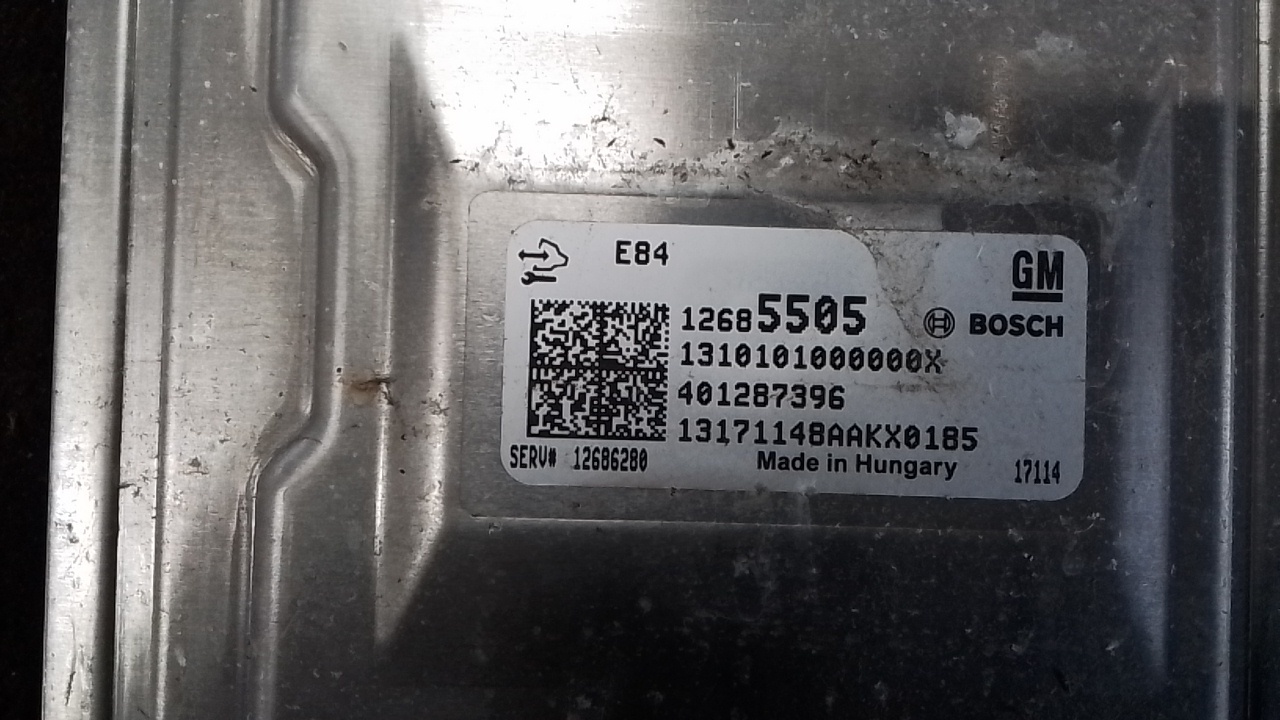 E84
GM
12685505
BOSCH
1310101000000X
401287396
13171148AAKX0185
SERV# 12686280
Made in Hungary
17114